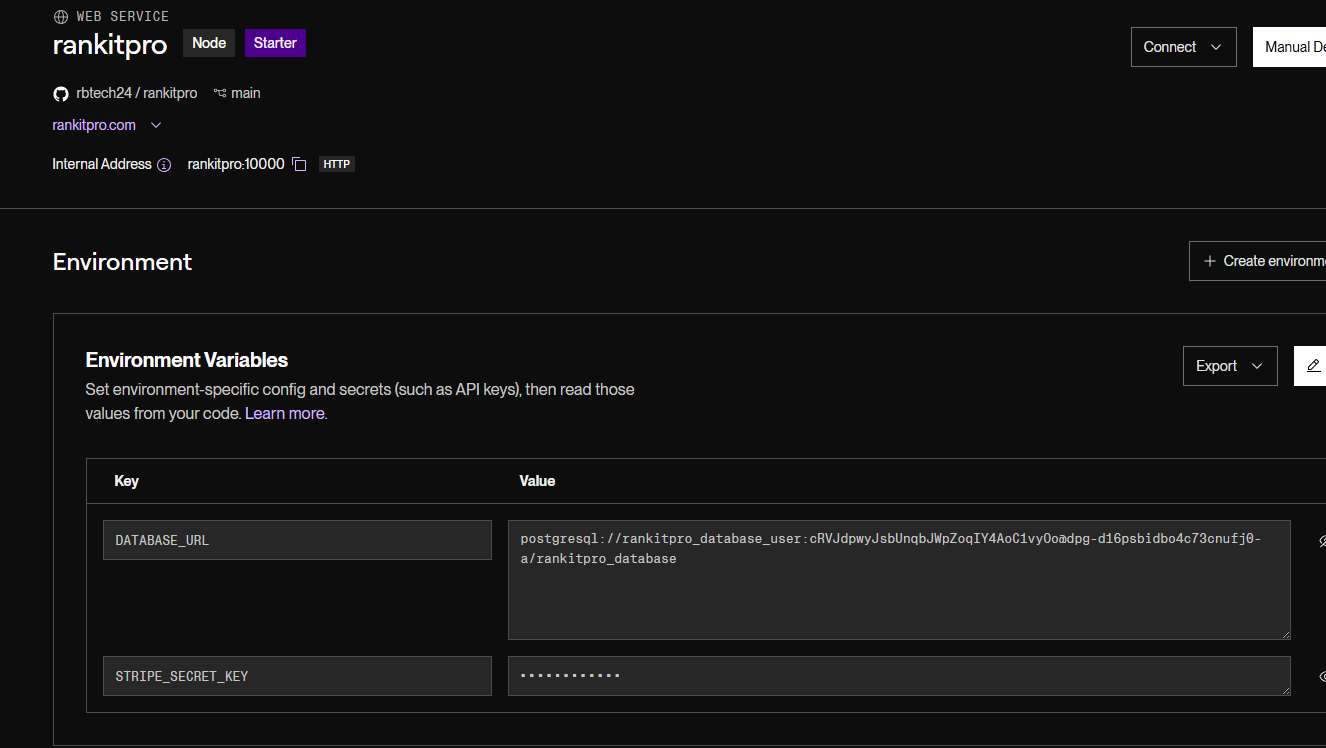 WEB SERVICE
rankitpro Node Starter
Connect
Manual De
rbtech24 / rankitpro main
rankitpro.com
Internal Address rankitpro:10000 HTTP
Environment
+ Create environm
Environment Variables
Export
Set environment-specific config and secrets (such as API keys), then read those
values from your code. Learn more.
Key Value
DATABASE_URL
postgresql://rankitpro_database_user:cRVJdpwyJsbUnqbJWpZoqIY4AoC1vyOo@dpg-d16psbidbo4c73cnufj0-
a/rankitpro_database
STRIPE_SECRET_KEY ••••••••••••